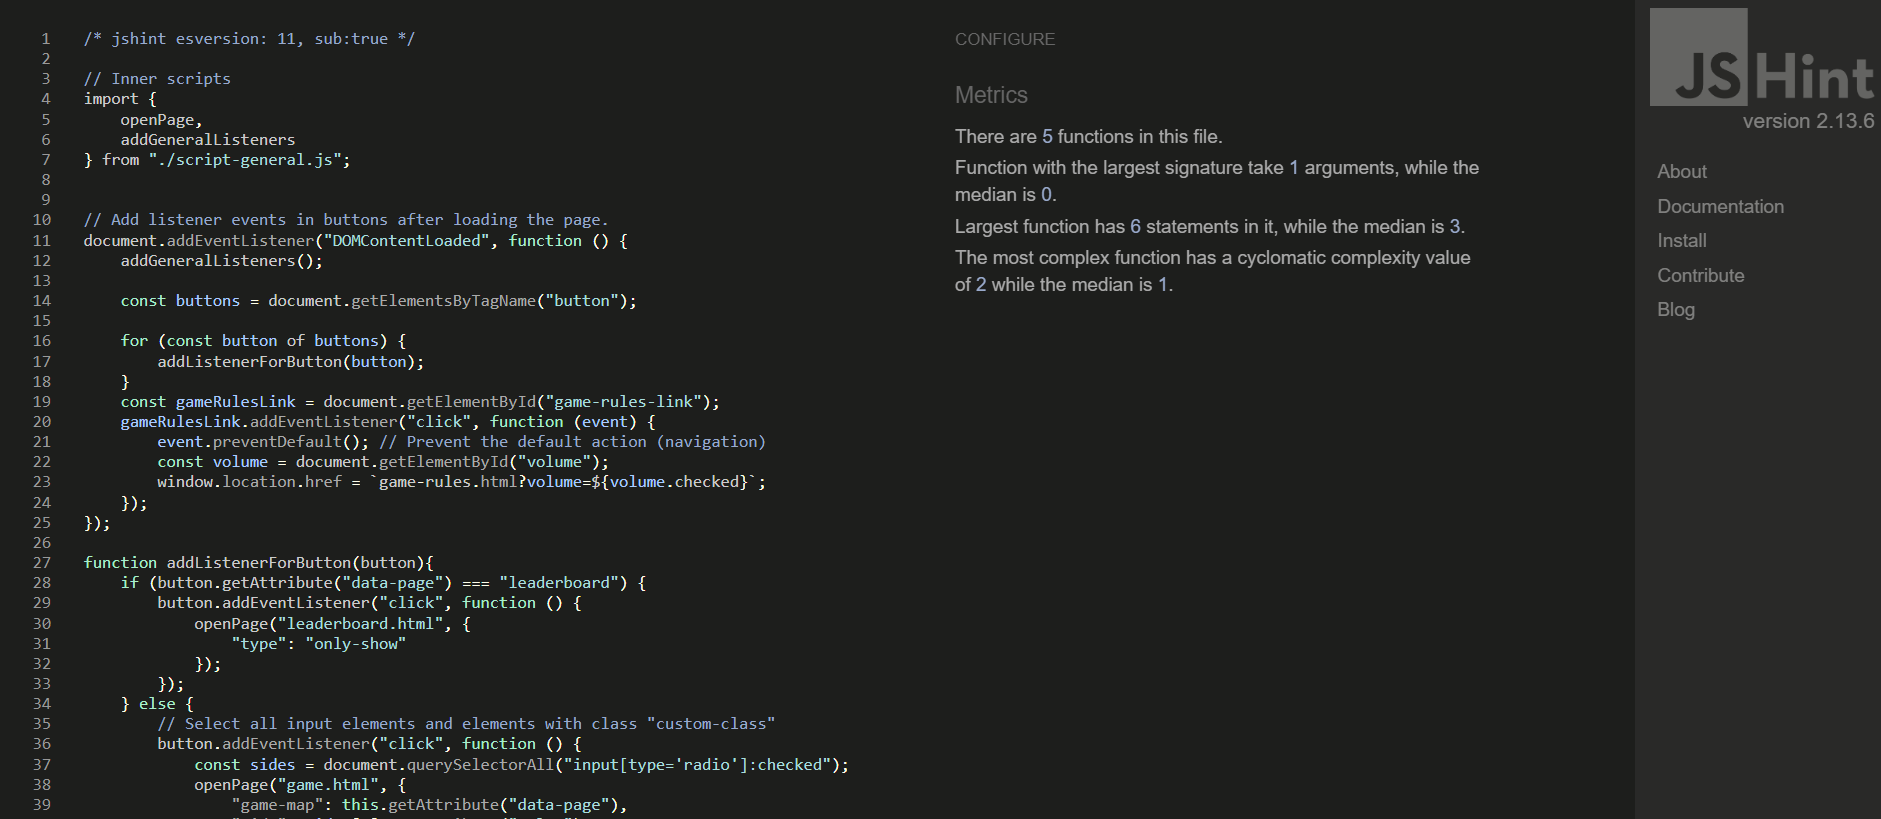 1 /* jshint esversion: 11, sub:true */
2
3 // Inner scripts
4 import {
5     openPage,
6     addGeneralListeners
7 } from "./script-general.js";
8
9
10 // Add listener events in buttons after loading the page.
11 document.addEventListener("DOMContentLoaded", function () {
12     addGeneralListeners();
13
14     const buttons = document.getElementsByTagName("button");
15
16     for (const button of buttons) {
17         addListenerForButton(button);
18     }
19     const gameRulesLink = document.getElementById("game-rules-link");
20     gameRulesLink.addEventListener("click", function (event) {
21         event.preventDefault(); // Prevent the default action (navigation)
22         const volume = document.getElementById("volume");
23         window.location.href = `game-rules.html?volume=${volume.checked}`;
24     });
25 });
26
27 function addListenerForButton(button){
28     if (button.getAttribute("data-page") === "leaderboard") {
29         button.addEventListener("click", function () {
30             openPage("leaderboard.html", {
31                 "type": "only-show"
32             });
33         });
34     } else {
35         // Select all input elements and elements with class "custom-class"
36         button.addEventListener("click", function () {
37             const sides = document.querySelectorAll("input[type='radio']:checked");
38             openPage("game.html", {
39                 "game-map": this.getAttribute("data-page"),
CONFIGURE
Metrics
There are 5 functions in this file.
Function with the largest signature take 1 arguments, while the
median is 0.
Largest function has 6 statements in it, while the median is 3.
The most complex function has a cyclomatic complexity value
of 2 while the median is 1.
JSHint
version 2.13.6
About
Documentation
Install
Contribute
Blog